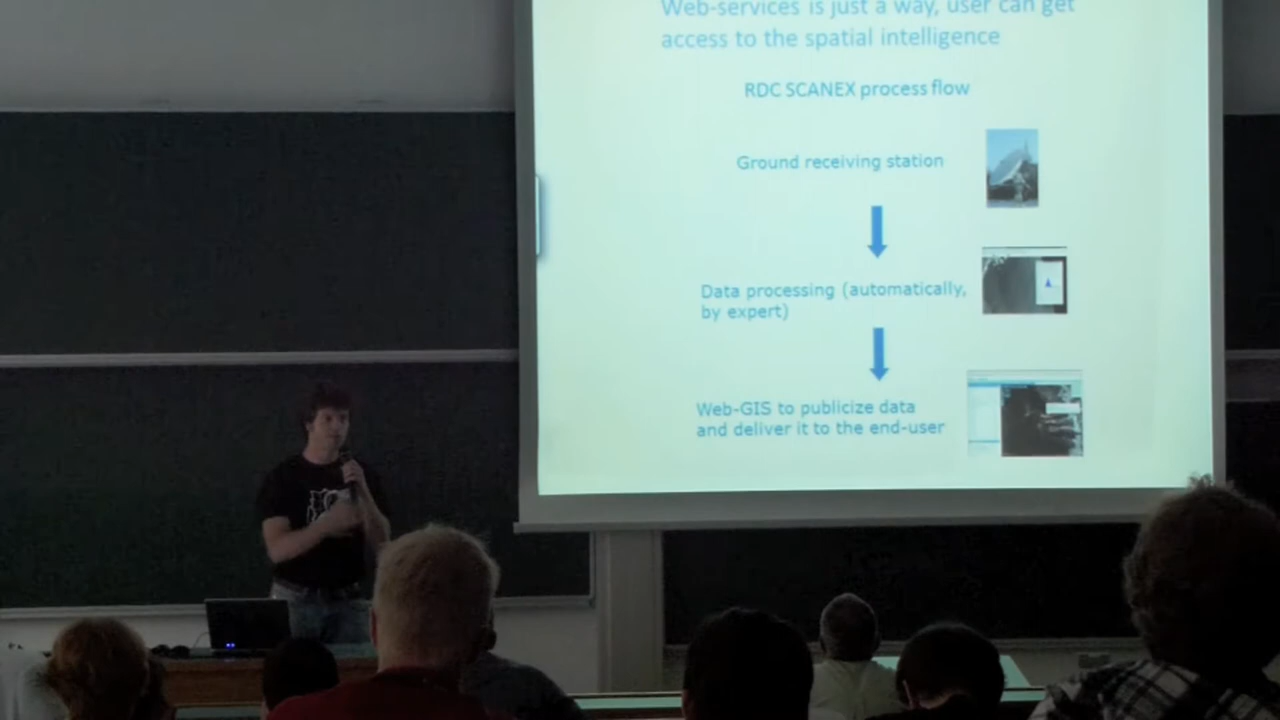 Web-services is just a way, user can get
access to the spatial intelligence
RDC SCANEX process flow
Ground receiving station
Data processing (automatically,
by expert)
Web-GIS to publicize data
and deliver it to the end-user